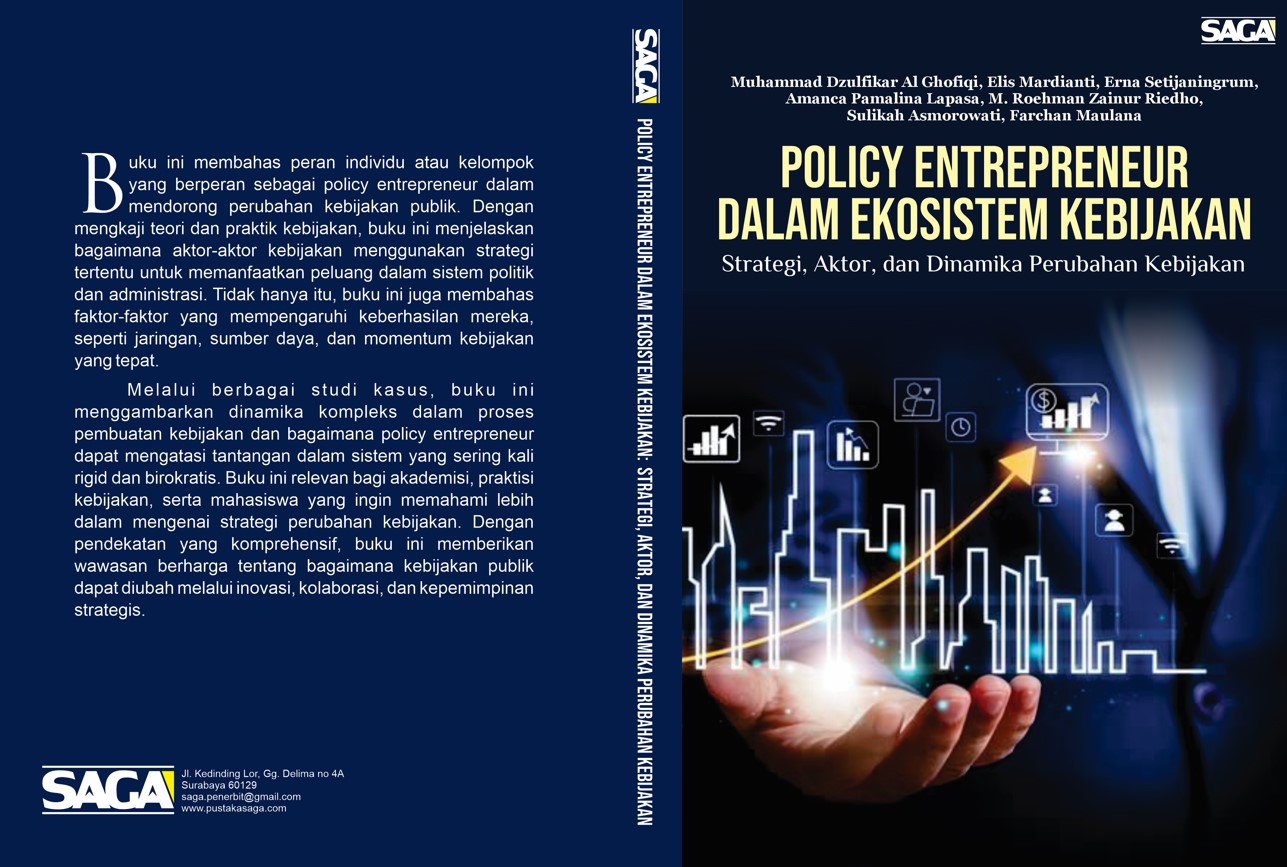 Buku ini membahas peran individu atau kelompok
yang berperan sebagai policy entrepreneur dalam
mendorong perubahan kebijakan publik. Dengan
mengkaji teori dan praktik kebijakan, buku ini menjelaskan
bagaimana aktor-aktor kebijakan menggunakan strategi
tertentu untuk memanfaatkan peluang dalam sistem politik
dan administrasi. Tidak hanya itu, buku ini juga membahas
faktor-faktor yang mempengaruhi keberhasilan mereka,
seperti jaringan, sumber daya, dan momentum kebijakan
yang tepat.
Melalui berbagai studi kasus, buku ini
menggambarkan dinamika kompleks dalam proses
pembuatan kebijakan dan bagaimana policy entrepreneur
dapat mengatasi tantangan dalam sistem yang sering kali
rigid dan birokratis. Buku ini relevan bagi akademisi, praktisi
kebijakan, serta mahasiswa yang ingin memahami lebih
dalam mengenai strategi perubahan kebijakan. Dengan
pendekatan yang komprehensif, buku ini memberikan
wawasan berharga tentang bagaimana kebijakan publik
dapat diubah melalui inovasi, kolaborasi, dan kepemimpinan
strategis.
SAGA
Jl. Kedinding Lor, Gg. Delima no 4A
Surabaya 60129
saga.penerbit@gmail.com
www.pustakasaga.com
SAGA
POLICY ENTREPRENEUR DALAM EKOSISTEM KEBIJAKAN: STRATEGI, AKTOR, DAN DINAMIKA PERUBAHAN KEBIJAKAN
SAGA
Muhammad Dzulfikar Al Ghofiqi, Elis Mardianti, Erna Setijaningrum,
Amanca Pamalina Lapasa, M. Roehman Zainur Riedho,
Sulikah Asmorowati, Farchan Maulana
POLICY ENTREPRENEUR
DALAM EKOSISTEM KEBIJAKAN
Strategi, Aktor, dan Dinamika Perubahan Kebijakan
$